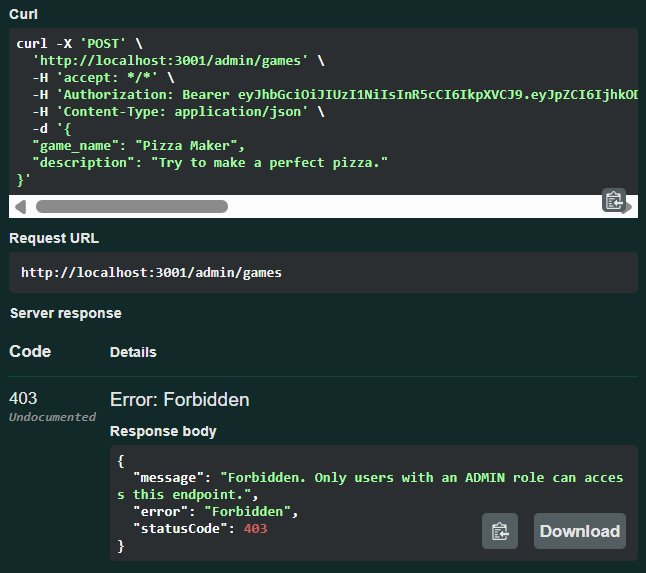 Curl
curl -X 'POST' \
  'http://localhost:3001/admin/games' \
  -H 'accept: */*' \
  -H 'Authorization: Bearer eyJhbGciOiJIUzI1NiIsInR5cCI6IkpXVCJ9.eyJpZCI6IjhkOD
  -H 'Content-Type: application/json' \
  -d '{
  "game_name": "Pizza Maker",
  "description": "Try to make a perfect pizza."
}'
Request URL
http://localhost:3001/admin/games
Server response
Code Details
403 Error: Forbidden
Undocumented
Response body
{
  "message": "Forbidden. Only users with an ADMIN role can acces
s this endpoint.",
  "error": "Forbidden",
  "statusCode": 403
}
Download